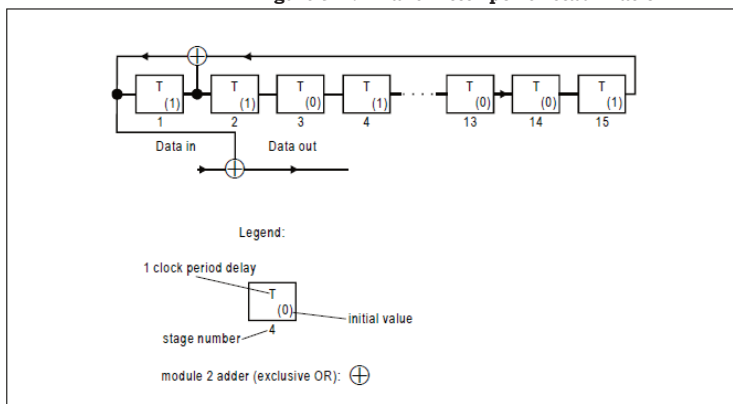 T T T T T T T
(1) (1) (0) (1) (0) (0) (1)
1 2 3 4 13 14 15
Data in Data out
Legend:
1 clock period delay
T
(0)
initial value
4
stage number
module 2 adder (exclusive OR):